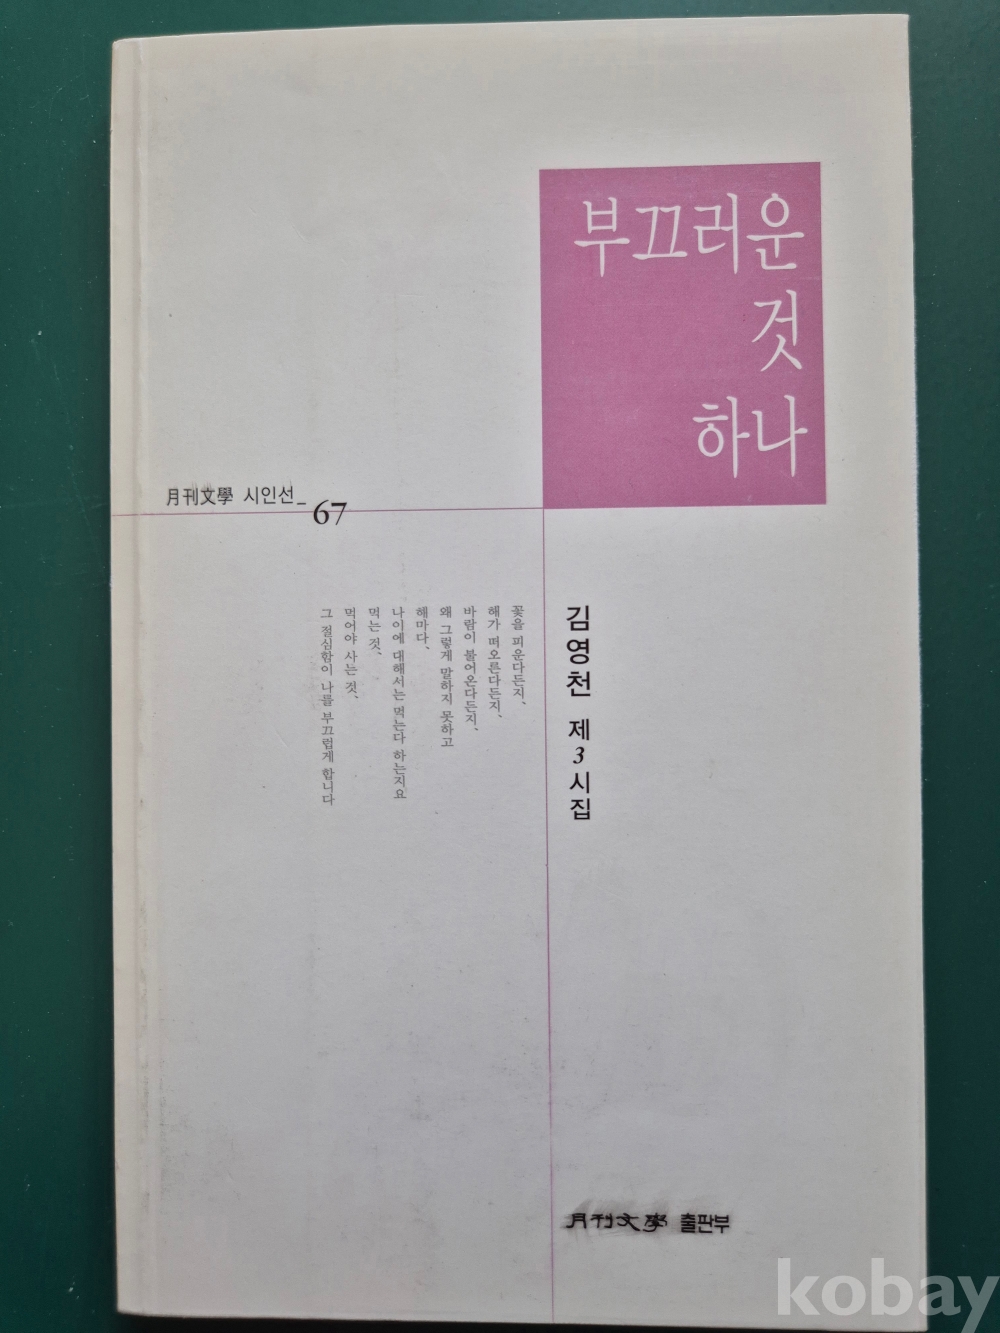 부끄러운
것
하나
月刊文學 시인선_67
김영천 제3시집
꽃을 피운다든지、
해가 떠오른다든지、
바람이 불어온다든지、
왜 그렇게 말하지 못하고
해마다、
나이에 대해서는 먹는다 하는지요
먹는 것、
먹어야 사는 것、
그 절심함이 나를 부끄럽게 합니다
月刊文學 출판부
kobay